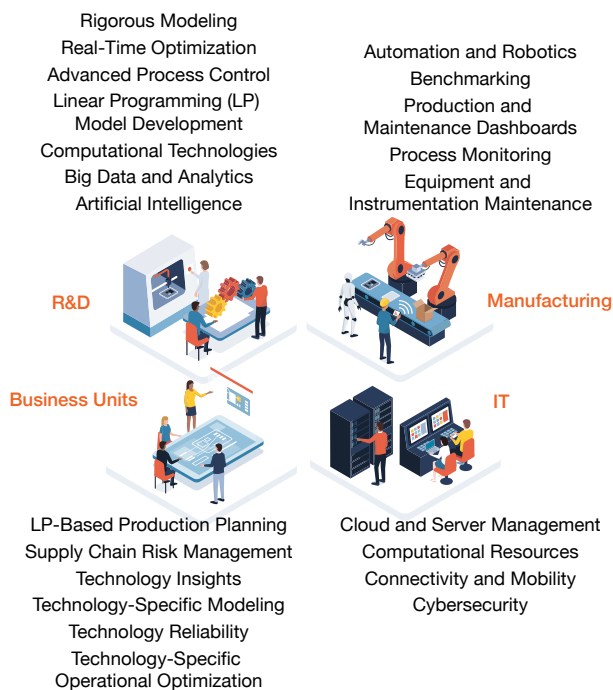 Rigorous Modeling
Real-Time Optimization
Advanced Process Control
Linear Programming (LP)
Model Development
Computational Technologies
Big Data and Analytics
Artificial Intelligence
R&D
Automation and Robotics
Benchmarking
Production and
Maintenance Dashboards
Process Monitoring
Equipment and
Instrumentation Maintenance
Manufacturing
Business Units
LP-Based Production Planning
Supply Chain Risk Management
Technology Insights
Technology-Specific Modeling
Technology Reliability
Technology-Specific
Operational Optimization
IT
Cloud and Server Management
Computational Resources
Connectivity and Mobility
Cybersecurity